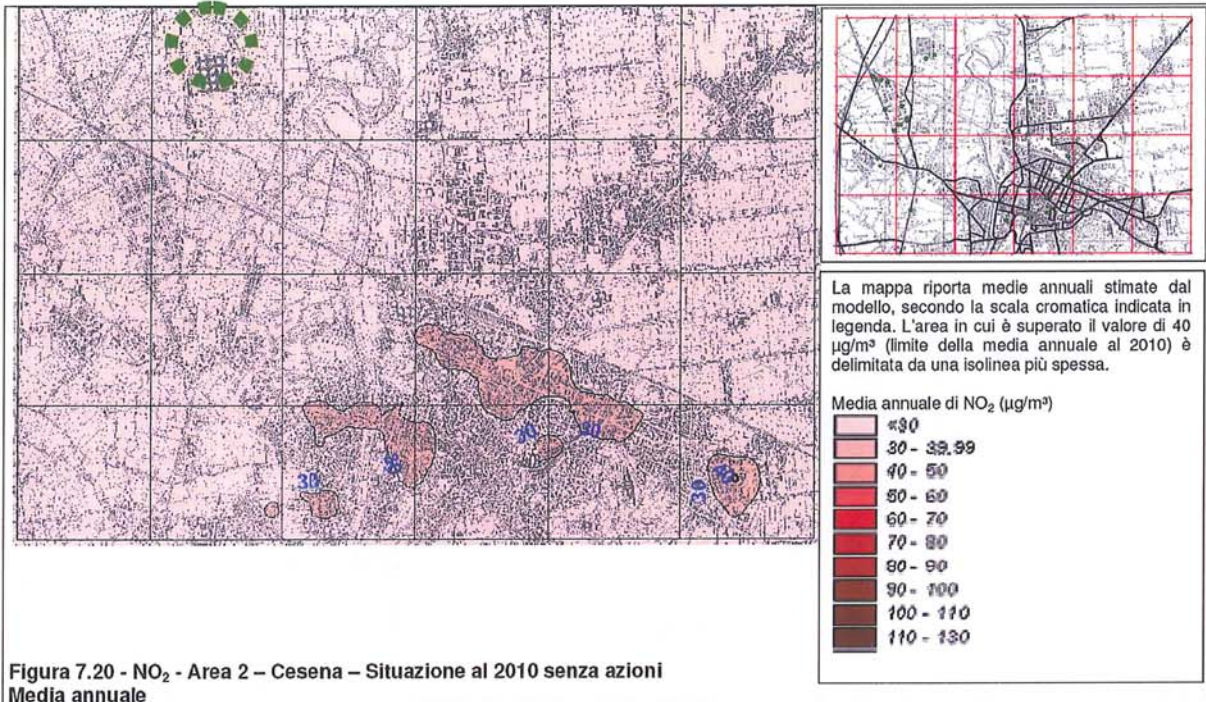 La mappa riporta medie annuali stimate dal
modello, secondo la scala cromatica indicata in
legenda. L'area in cui è superato il valore di 40
µg/m³ (limite della media annuale al 2010) è
delimitata da una isolinea più spessa.
Media annuale di NO₂ (µg/m³)
<30
30 - 39.99
40 - 50
50 - 60
60 - 70
70 - 80
80 - 90
90 - 100
100 - 110
110 - 130
30
30
30
30
40
30
Figura 7.20 - NO₂ - Area 2 – Cesena – Situazione al 2010 senza azioni
Media annuale